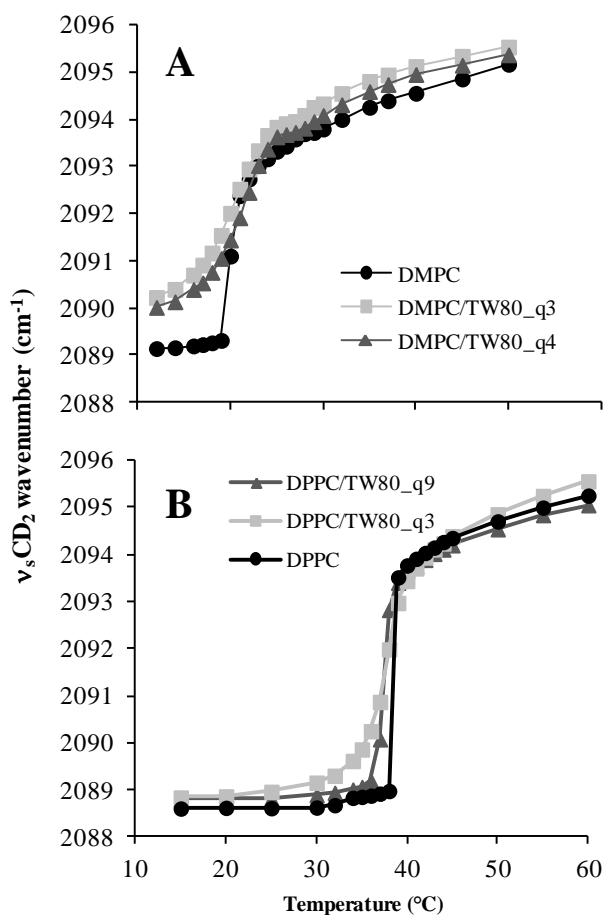 2096
2095
2094
2093
2092
2091
2090
2089
2088
A
DMPC
DMPC/TW80_q3
DMPC/TW80_q4
νsCD2 wavenumber (cm-1)
2096
2095
2094
2093
2092
2091
2090
2089
2088
B
DPPC/TW80_q9
DPPC/TW80_q3
DPPC
10 20 30 40 50 60
Temperature (°C)